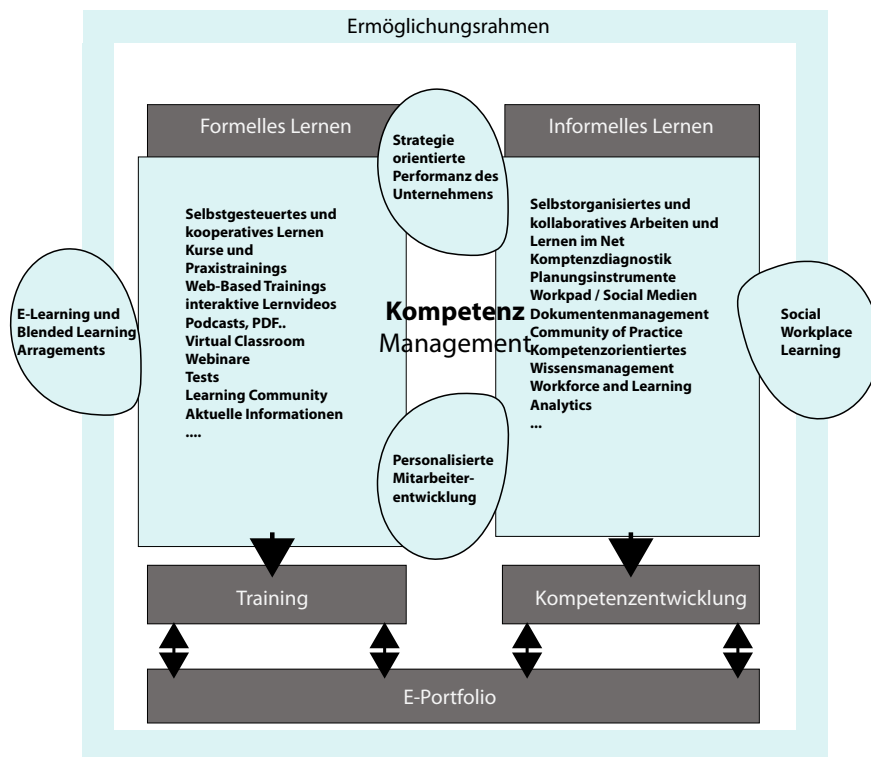 Ermöglichungsrahmen
Formelles Lernen
Informelles Lernen
Strategie
orientierte
Performanz des
Unternehmens
Selbstgesteuertes und
kooperatives Lernen
Kurse und
Praxistrainings
Web-Based Trainings
interaktive Lernvideos
Podcasts, PDF..
Virtual Classroom
Webinare
Tests
Learning Community
Aktuelle Informationen
....
Selbstorganisiertes und
kollaboratives Arbeiten und
Lernen im Net
Komptenzdiagnostik
Planungsinstrumente
Workpad / Social Medien
Dokumentenmanagement
Community of Practice
Kompetenzorientiertes
Wissensmanagement
Workforce and Learning
Analytics
...
E-Learning und
Blended Learning
Arragements
Kompetenz
Management
Social
Workplace
Learning
Personalisierte
Mitarbeiter-
entwicklung
Training
Kompetenzentwicklung
E-Portfolio